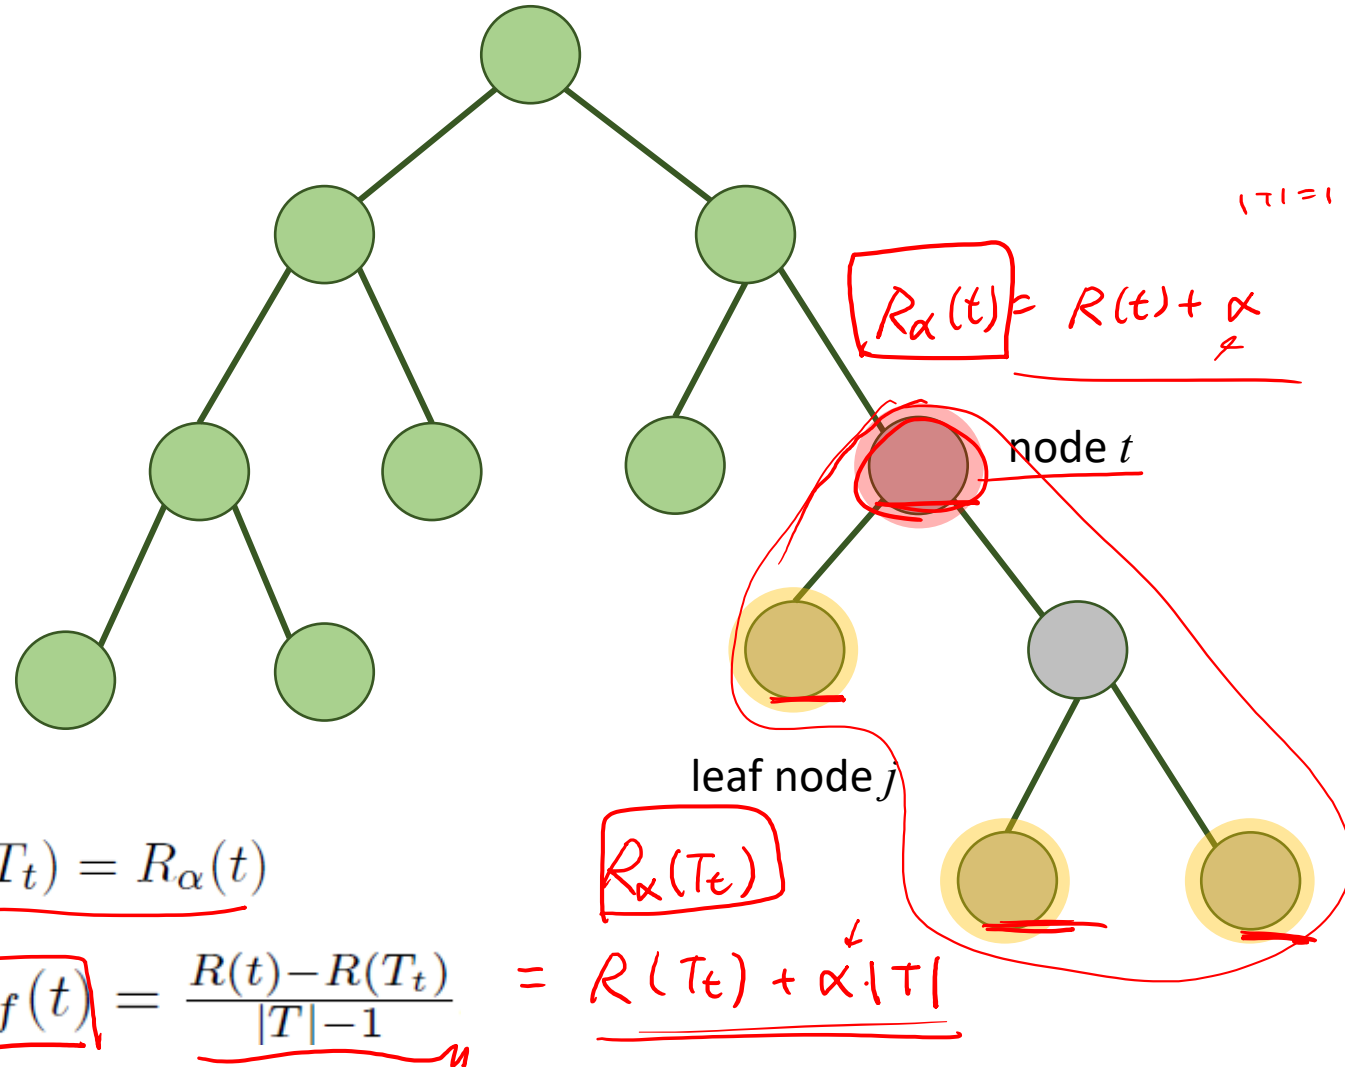 |T|=1
Rα(t) = R(t) + α
node t
leaf node j
Tt) = Rα(t)
Rα(Tt)
f(t) = R(t)−R(Tt) / |T|−1
= R(Tt) + α·|T|